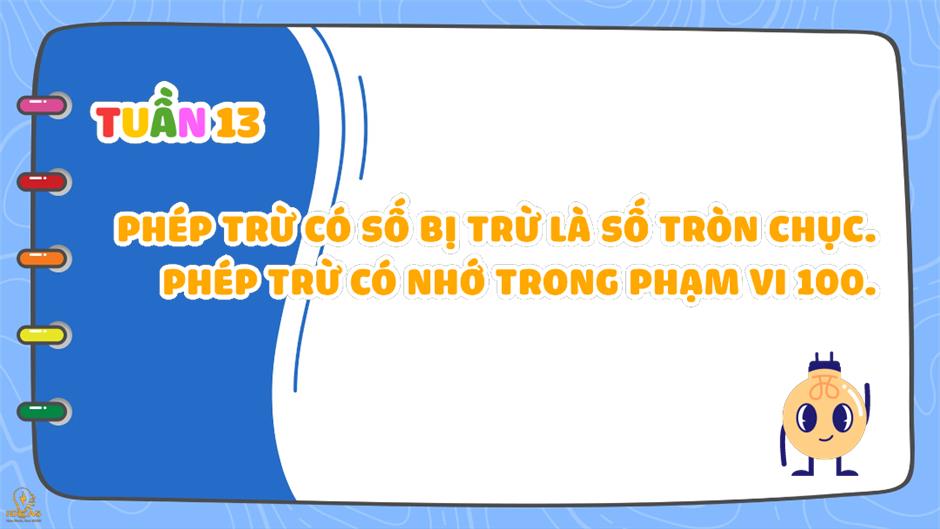 TUẦN 13
PHÉP TRỪ CÓ SỐ BỊ TRỪ LÀ SỐ TRÒN CHỤC.
PHÉP TRỪ CÓ NHỚ TRONG PHẠM VI 100.